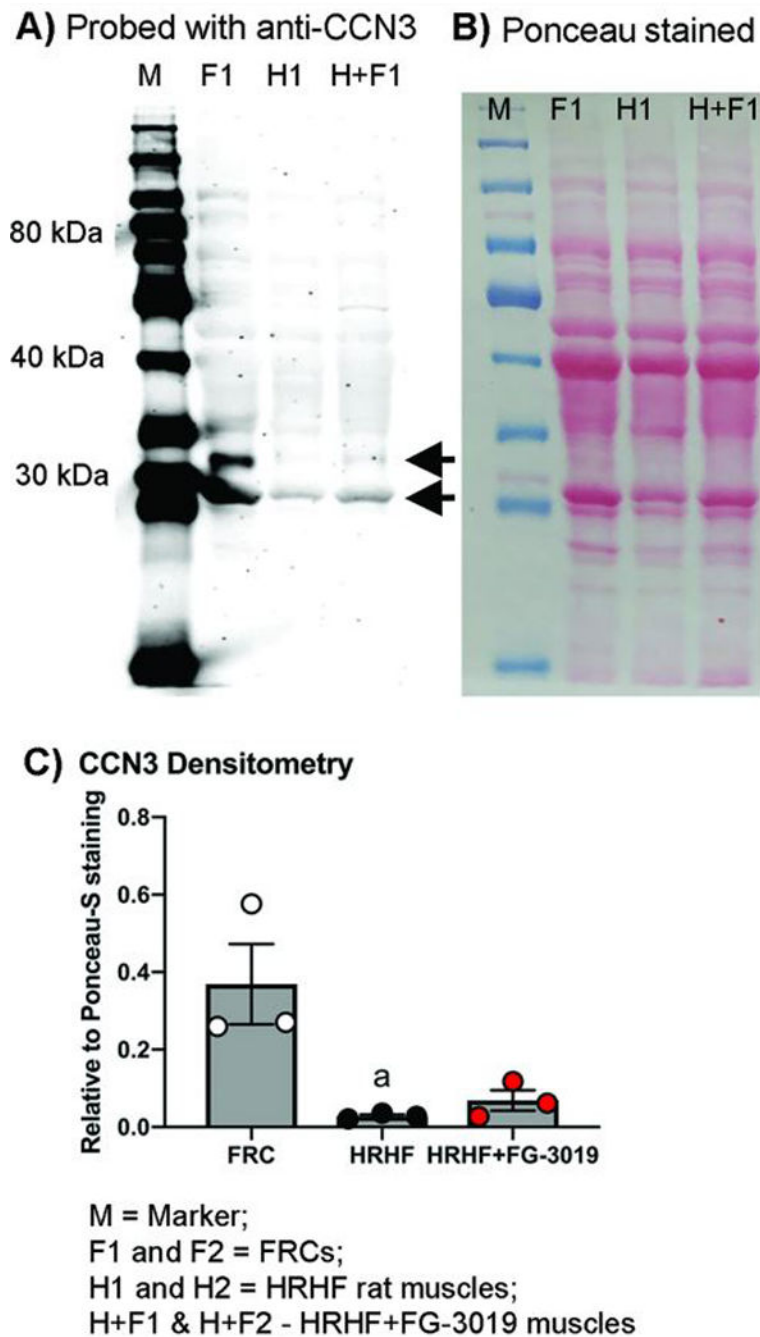 A) Probed with anti-CCN3
M F1 H1 H+F1
80 kDa
40 kDa
30 kDa
B) Ponceau stained
M F1 H1 H+F1
C) CCN3 Densitometry
Relative to Ponceau-S staining
0.8
0.6
0.4
0.2
0.0
a
FRC HRHF HRHF+FG-3019
M = Marker;
F1 and F2 = FRCs;
H1 and H2 = HRHF rat muscles;
H+F1 & H+F2 - HRHF+FG-3019 muscles